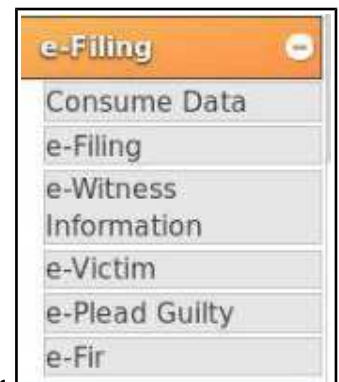 e-Filing
Consume Data
e-Filing
e-Witness
Information
e-Victim
e-Plead Guilty
e-Fir